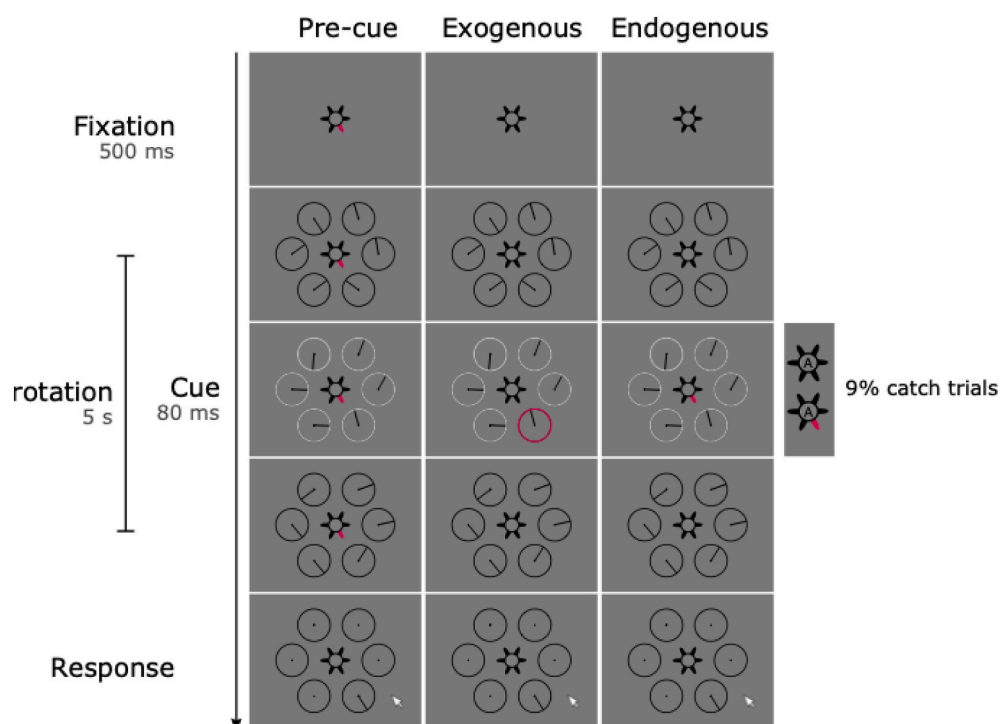 Pre-cue Exogenous Endogenous
Fixation
500 ms
rotation
5 s
Cue
80 ms
A
A
9% catch trials
Response